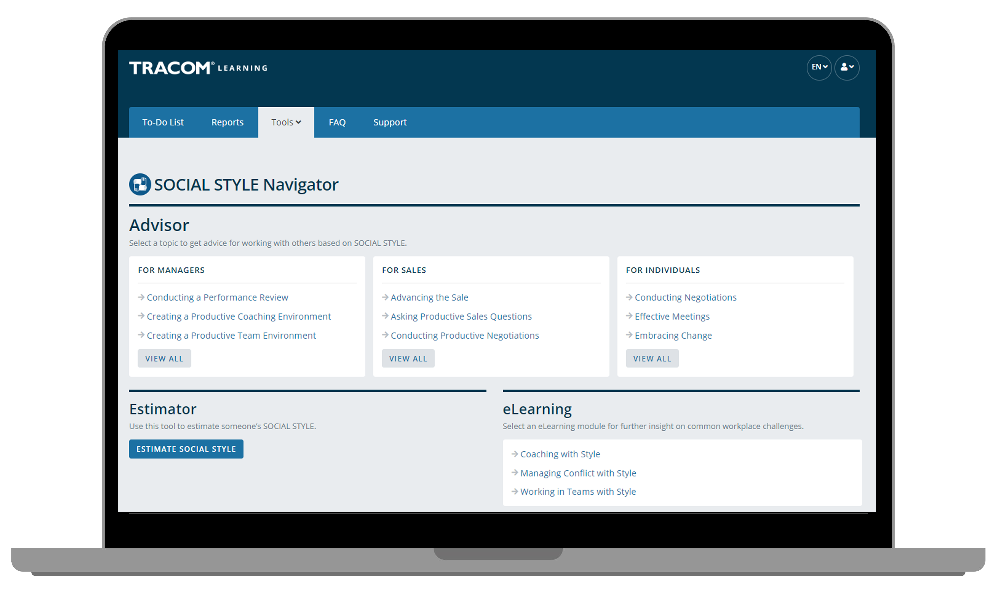 TRACOM® LEARNING
EN
To-Do List Reports Tools FAQ Support
SOCIAL STYLE Navigator
Advisor
Select a topic to get advice for working with others based on SOCIAL STYLE.
FOR MANAGERS
Conducting a Performance Review
Creating a Productive Coaching Environment
Creating a Productive Team Environment
VIEW ALL
FOR SALES
Advancing the Sale
Asking Productive Sales Questions
Conducting Productive Negotiations
VIEW ALL
FOR INDIVIDUALS
Conducting Negotiations
Effective Meetings
Embracing Change
VIEW ALL
Estimator
Use this tool to estimate someone’s SOCIAL STYLE.
ESTIMATE SOCIAL STYLE
eLearning
Select an eLearning module for further insight on common workplace challenges.
Coaching with Style
Managing Conflict with Style
Working in Teams with Style